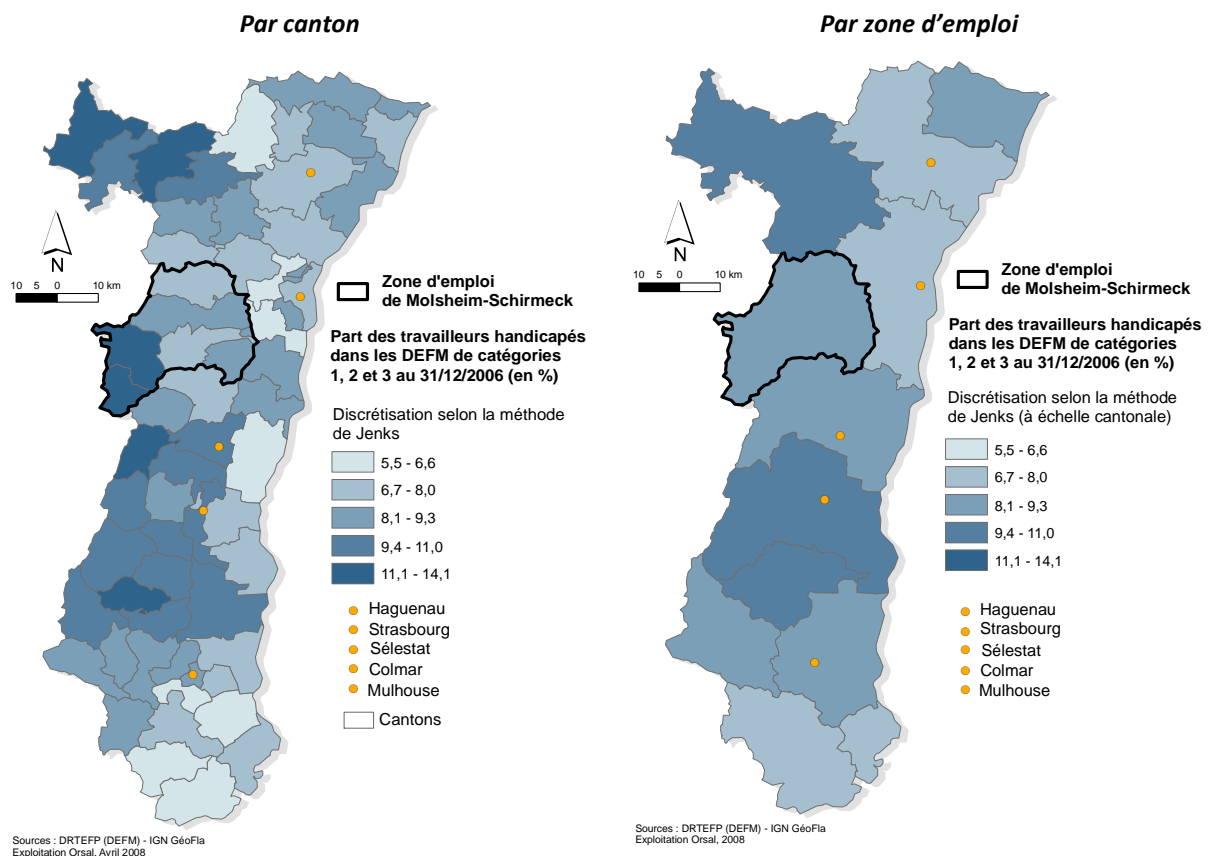 Par canton
N
10 5 0 10 km
Zone d'emploi
de Molsheim-Schirmeck
Part des travailleurs handicapés
dans les DEFM de catégories
1, 2 et 3 au 31/12/2006 (en %)
Discrétisation selon la méthode
de Jenks
5,5 - 6,6
6,7 - 8,0
8,1 - 9,3
9,4 - 11,0
11,1 - 14,1
Haguenau
Strasbourg
Sélestat
Colmar
Mulhouse
Cantons
Sources : DRTEFP (DEFM) - IGN GéoFla
Exploitation Orsal, Avril 2008
Par zone d'emploi
N
10 5 0 10 km
Zone d'emploi
de Molsheim-Schirmeck
Part des travailleurs handicapés
dans les DEFM de catégories
1, 2 et 3 au 31/12/2006 (en %)
Discrétisation selon la méthode
de Jenks (à échelle cantonale)
5,5 - 6,6
6,7 - 8,0
8,1 - 9,3
9,4 - 11,0
11,1 - 14,1
Haguenau
Strasbourg
Sélestat
Colmar
Mulhouse
Sources : DRTEFP (DEFM) - IGN GéoFla
Exploitation Orsal, 2008